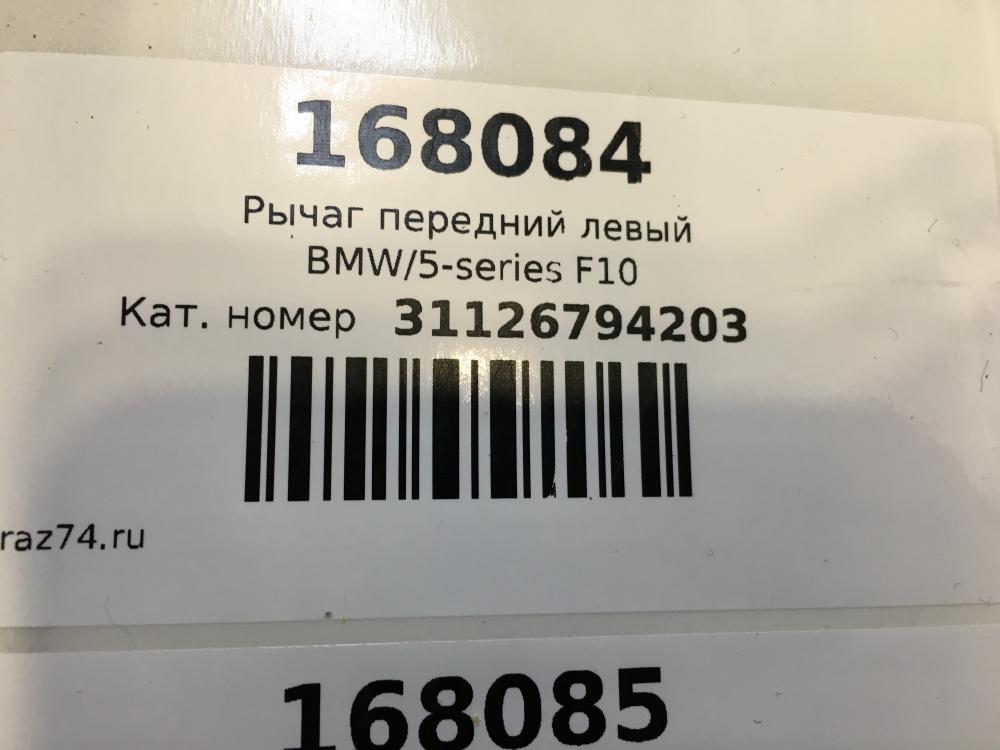 168084
Рычаг передний левый
BMW/5-series F10
Кат. номер 31126794203
raz74.ru
168085